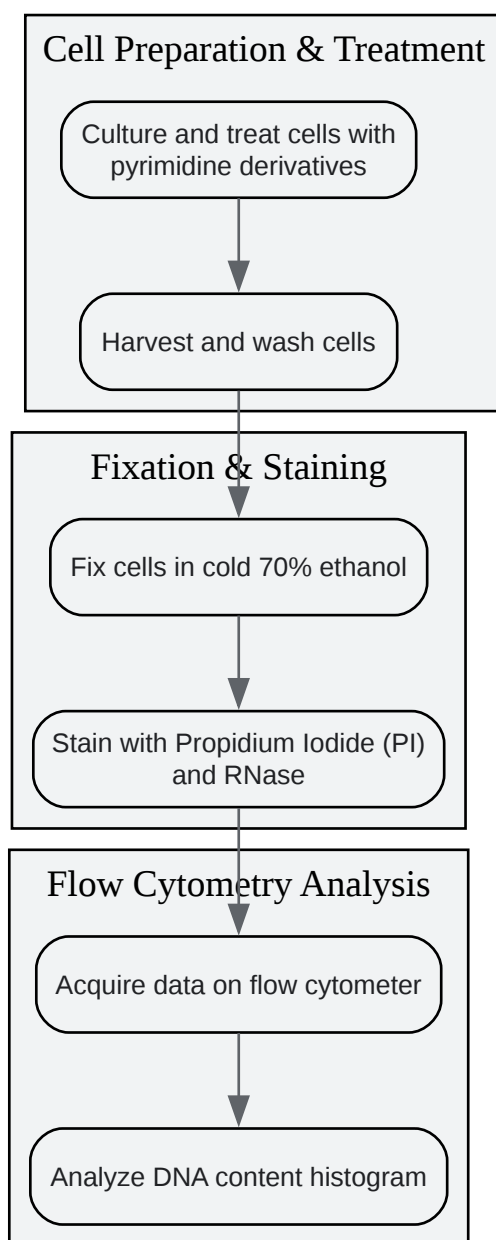 Cell Preparation & Treatment
Culture and treat cells with
pyrimidine derivatives
Harvest and wash cells
Fixation & Staining
Fix cells in cold 70% ethanol
Stain with Propidium Iodide (PI)
and RNase
Flow Cytometry Analysis
Acquire data on flow cytometer
Analyze DNA content histogram